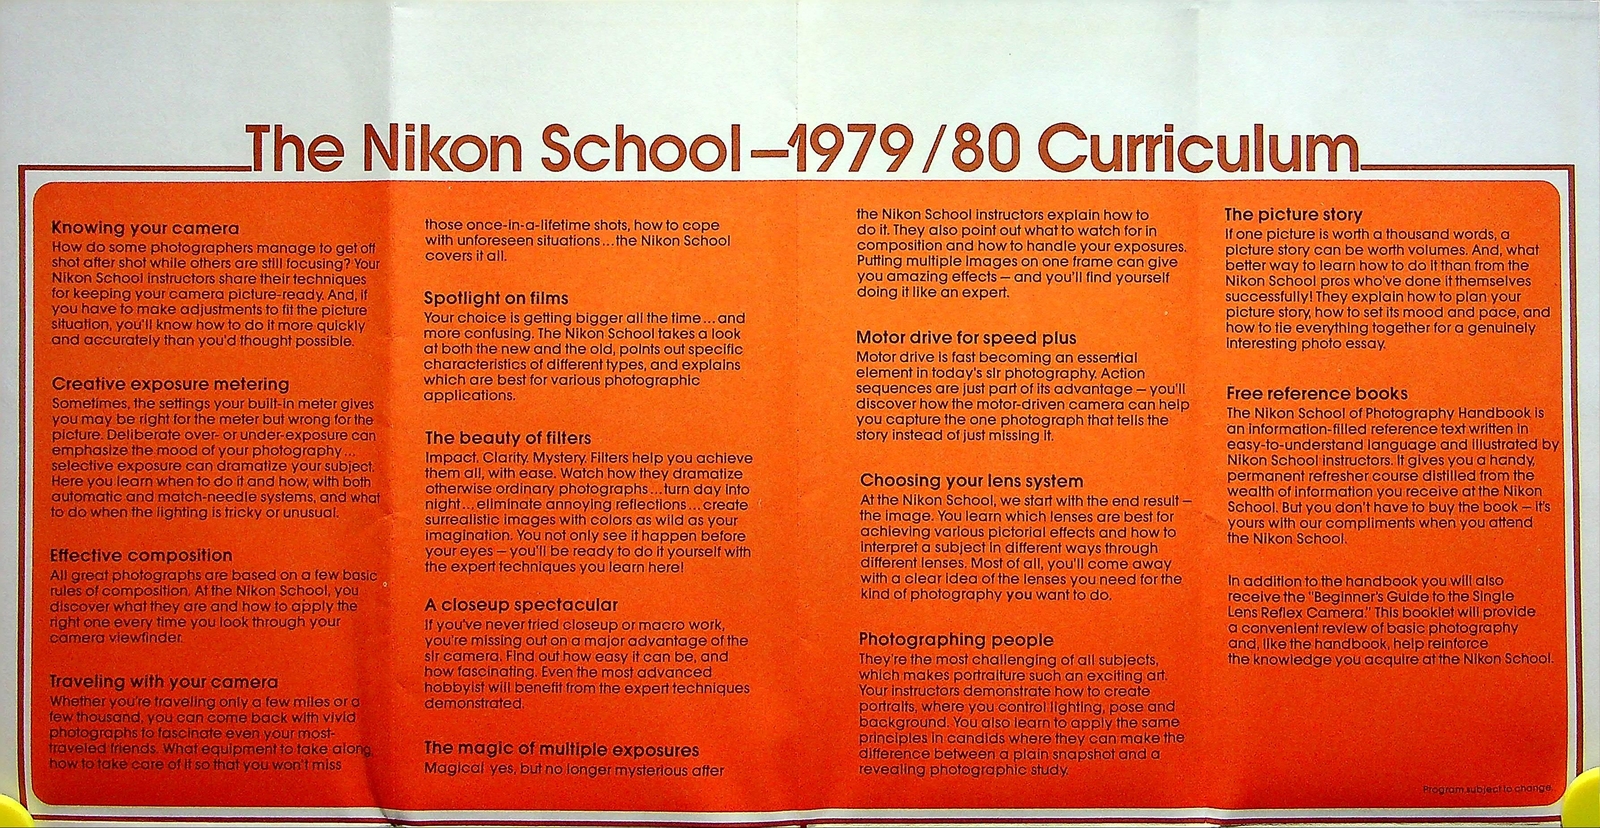 The Nikon School–1979/80 Curriculum
Knowing your camera
How do some photographers manage to get off
shot after shot while others are still focusing? Your
Nikon School instructors share their techniques
for keeping your camera picture-ready. And, if
you have to make adjustments to fit the picture
situation, you'll know how to do it more quickly
and accurately than you'd thought possible.
Creative exposure metering
Sometimes, the settings your built-in meter gives
you may be right for the meter but wrong for the
picture. Deliberate over- or under-exposure can
emphasize the mood of your photography...
selective exposure can dramatize your subject.
Here you learn when to do it and how, with both
automatic and match-needle systems, and what
to do when the lighting is tricky or unusual.
Effective composition
All great photographs are based on a few basic
rules of composition. At the Nikon School, you
discover what they are and how to apply the
right one every time you look through your
camera viewfinder.
Traveling with your camera
Whether you're traveling only a few miles or a
few thousand, you can come back with vivid
photographs to fascinate even your most-
traveled friends. What equipment to take along,
how to take care of it so that you won't miss
those once-in-a-lifetime shots, how to cope
with unforeseen situations...the Nikon School
covers it all.
Spotlight on films
Your choice is getting bigger all the time...and
more confusing. The Nikon School takes a look
at both the new and the old, points out specific
characteristics of different types, and explains
which are best for various photographic
applications.
The beauty of filters
Impact. Clarity. Mystery. Filters help you achieve
them all, with ease. Watch how they dramatize
otherwise ordinary photographs...turn day into
night..., eliminate annoying reflections...create
surrealistic images with colors as wild as your
imagination. You not only see it happen before
your eyes – you'll be ready to do it yourself with
the expert techniques you learn here!
A closeup spectacular
If you've never tried closeup or macro work,
you're missing out on a major advantage of the
slr camera. Find out how easy it can be, and
how fascinating. Even the most advanced
hobbyist will benefit from the expert techniques
demonstrated.
The magic of multiple exposures
Magical yes, but no longer mysterious after
the Nikon School instructors explain how to
do it. They also point out what to watch for in
composition and how to handle your exposures.
Putting multiple images on one frame can give
you amazing effects – and you'll find yourself
doing it like an expert.
Motor drive for speed plus
Motor drive is fast becoming an essential
element in today's slr photography. Action
sequences are just part of its advantage – you'll
discover how the motor-driven camera can help
you capture the one photograph that tells the
story instead of just missing it.
Choosing your lens system
At the Nikon School, we start with the end result –
the image. You learn which lenses are best for
achieving various pictorial effects and how to
interpret a subject in different ways through
different lenses. Most of all, you'll come away
with a clear idea of the lenses you need for the
kind of photography you want to do.
Photographing people
They're the most challenging of all subjects,
which makes portraiture such an exciting art.
Your instructors demonstrate how to create
portraits, where you control lighting, pose and
background. You also learn to apply the same
principles in candids where they can make the
difference between a plain snapshot and a
revealing photographic study.
The picture story
If one picture is worth a thousand words, a
picture story can be worth volumes. And, what
better way to learn how to do it than from the
Nikon School pros who've done it themselves
successfully! They explain how to plan your
picture story, how to set its mood and pace, and
how to tie everything together for a genuinely
interesting photo essay.
Free reference books
The Nikon School of Photography Handbook is
an information-filled reference text written in
easy-to-understand language and illustrated by
Nikon School instructors. It gives you a handy,
permanent refresher course distilled from the
wealth of information you receive at the Nikon
School. But you don't have to buy the book – it's
yours with our compliments when you attend
the Nikon School.
In addition to the handbook you will also
receive the "Beginner's Guide to the Single
Lens Reflex Camera." This booklet will provide
a convenient review of basic photography
and, like the handbook, help reinforce
the knowledge you acquire at the Nikon School.
Program subject to change.